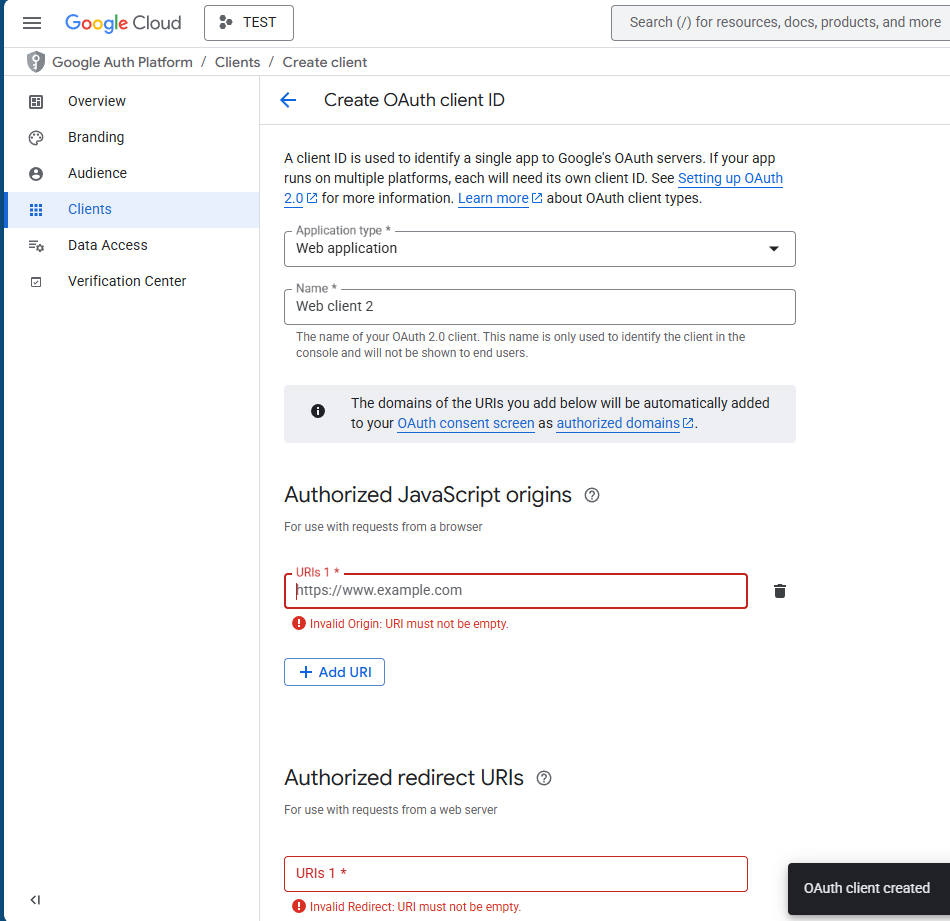 Google Cloud
TEST
Search (/) for resources, docs, products, and more
Google Auth Platform / Clients / Create client
Overview
Branding
Audience
Clients
Data Access
Verification Center
Create OAuth client ID
A client ID is used to identify a single app to Google's OAuth servers. If your app
runs on multiple platforms, each will need its own client ID. See Setting up OAuth
2.0 for more information. Learn more about OAuth client types.
Application type *
Web application
Name *
Web client 2
The name of your OAuth 2.0 client. This name is only used to identify the client in the
console and will not be shown to end users.
The domains of the URIs you add below will be automatically added
to your OAuth consent screen as authorized domains.
Authorized JavaScript origins
For use with requests from a browser
URIs 1 *
https://www.example.com
Invalid Origin: URI must not be empty.
+ Add URI
Authorized redirect URIs
For use with requests from a web server
URIs 1 *
Invalid Redirect: URI must not be empty.
OAuth client created